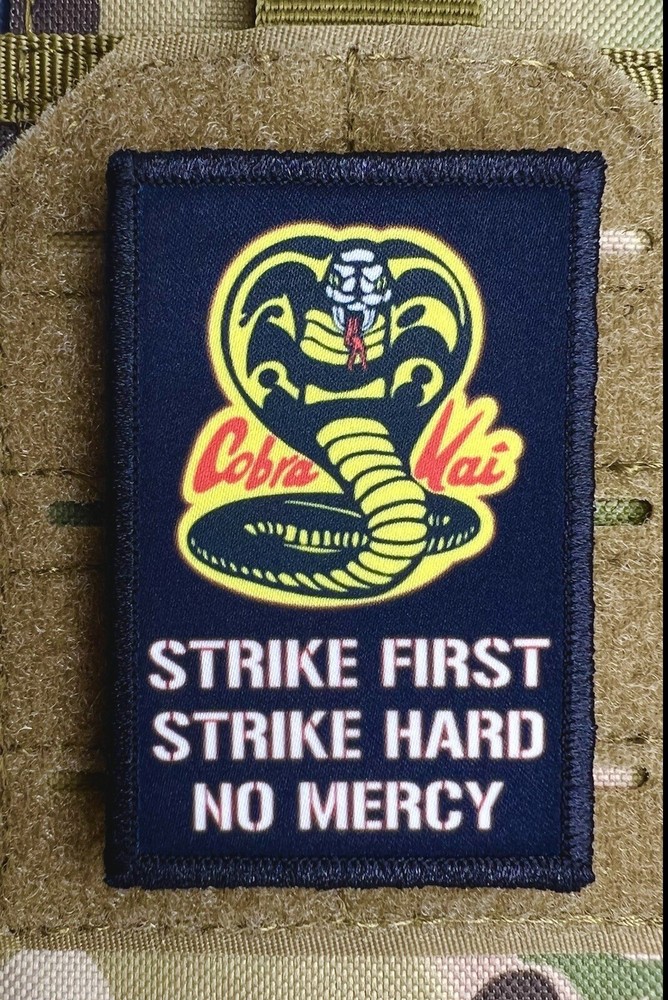 Cobra Kai
STRIKE FIRST
STRIKE HARD
NO MERCY